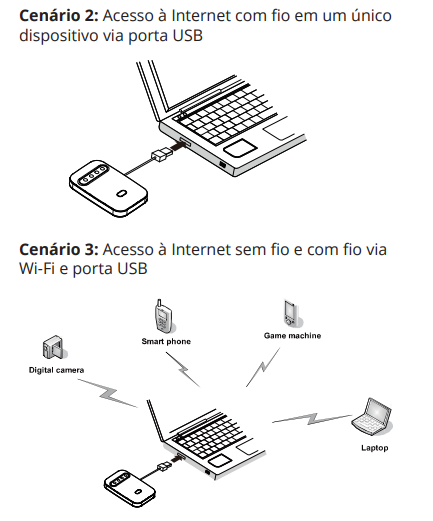 Cenário 2: Acesso à Internet com fio em um único
dispositivo via porta USB
Cenário 3: Acesso à Internet sem fio e com fio via
Wi-Fi e porta USB
Smart phone
Game machine
Digital camera
Laptop